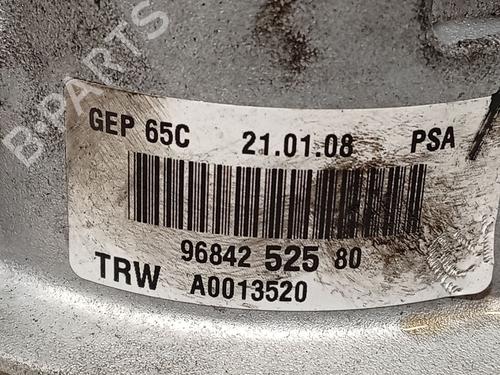 B-PARTS
GEP 65C 21.01.08 PSA
96842 525 80
TRW A0013520